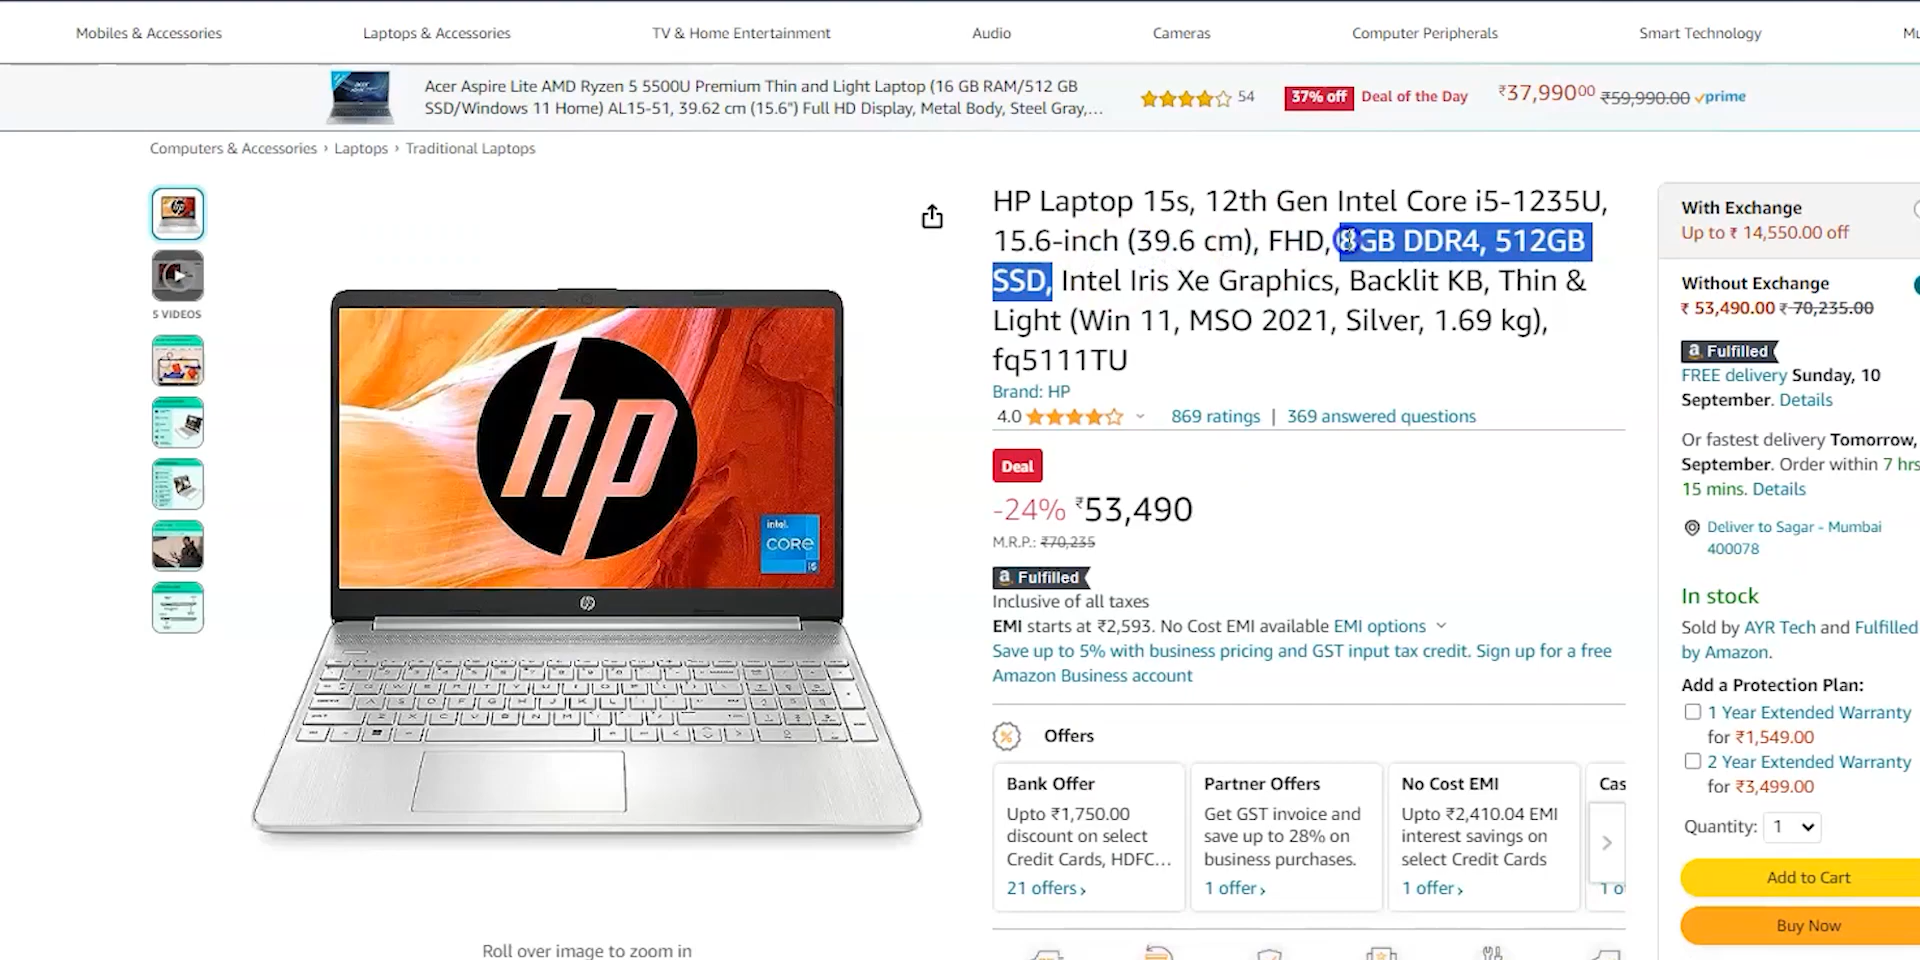 Mobiles & Accessories
Laptops & Accessories
TV & Home Entertainment
Audio
Cameras
Computer Peripherals
Smart Technology
Acer Aspire Lite AMD Ryzen 5 5500U Premium Thin and Light Laptop (16 GB RAM/512 GB
SSD/Windows 11 Home) AL15-51, 39.62 cm (15.6") Full HD Display, Metal Body, Steel Gray,...
54
37% off
Deal of the Day
₹37,990.00
₹59,990.00
prime
Computers & Accessories › Laptops › Traditional Laptops
5 VIDEOS
hp
intel.
CORE
i5
Roll over image to zoom in
HP Laptop 15s, 12th Gen Intel Core i5-1235U,
15.6-inch (39.6 cm), FHD, 8GB DDR4, 512GB
SSD, Intel Iris Xe Graphics, Backlit KB, Thin &
Light (Win 11, MSO 2021, Silver, 1.69 kg),
fq5111TU
Brand: HP
4.0
869 ratings | 369 answered questions
Deal
-24% ₹53,490
M.R.P.: ₹70,235
a Fulfilled
Inclusive of all taxes
EMI starts at ₹2,593. No Cost EMI available EMI options
Save up to 5% with business pricing and GST input tax credit. Sign up for a free
Amazon Business account
Offers
Bank Offer
Upto ₹1,750.00
discount on select
Credit Cards, HDFC...
21 offers›
Partner Offers
Get GST invoice and
save up to 28% on
business purchases.
1 offer›
No Cost EMI
Upto ₹2,410.04 EMI
interest savings on
select Credit Cards
1 offer›
With Exchange
Up to ₹ 14,550.00 off
Without Exchange
₹ 53,490.00 ₹ 70,235.00
a Fulfilled
FREE delivery Sunday, 10
September. Details
Or fastest delivery Tomorrow,
September. Order within 7 hrs
15 mins. Details
Deliver to Sagar - Mumbai
400078
In stock
Sold by AYR Tech and Fulfilled
by Amazon.
Add a Protection Plan:
1 Year Extended Warranty
for ₹1,549.00
2 Year Extended Warranty
for ₹3,499.00
Quantity: 1
Add to Cart
Buy Now